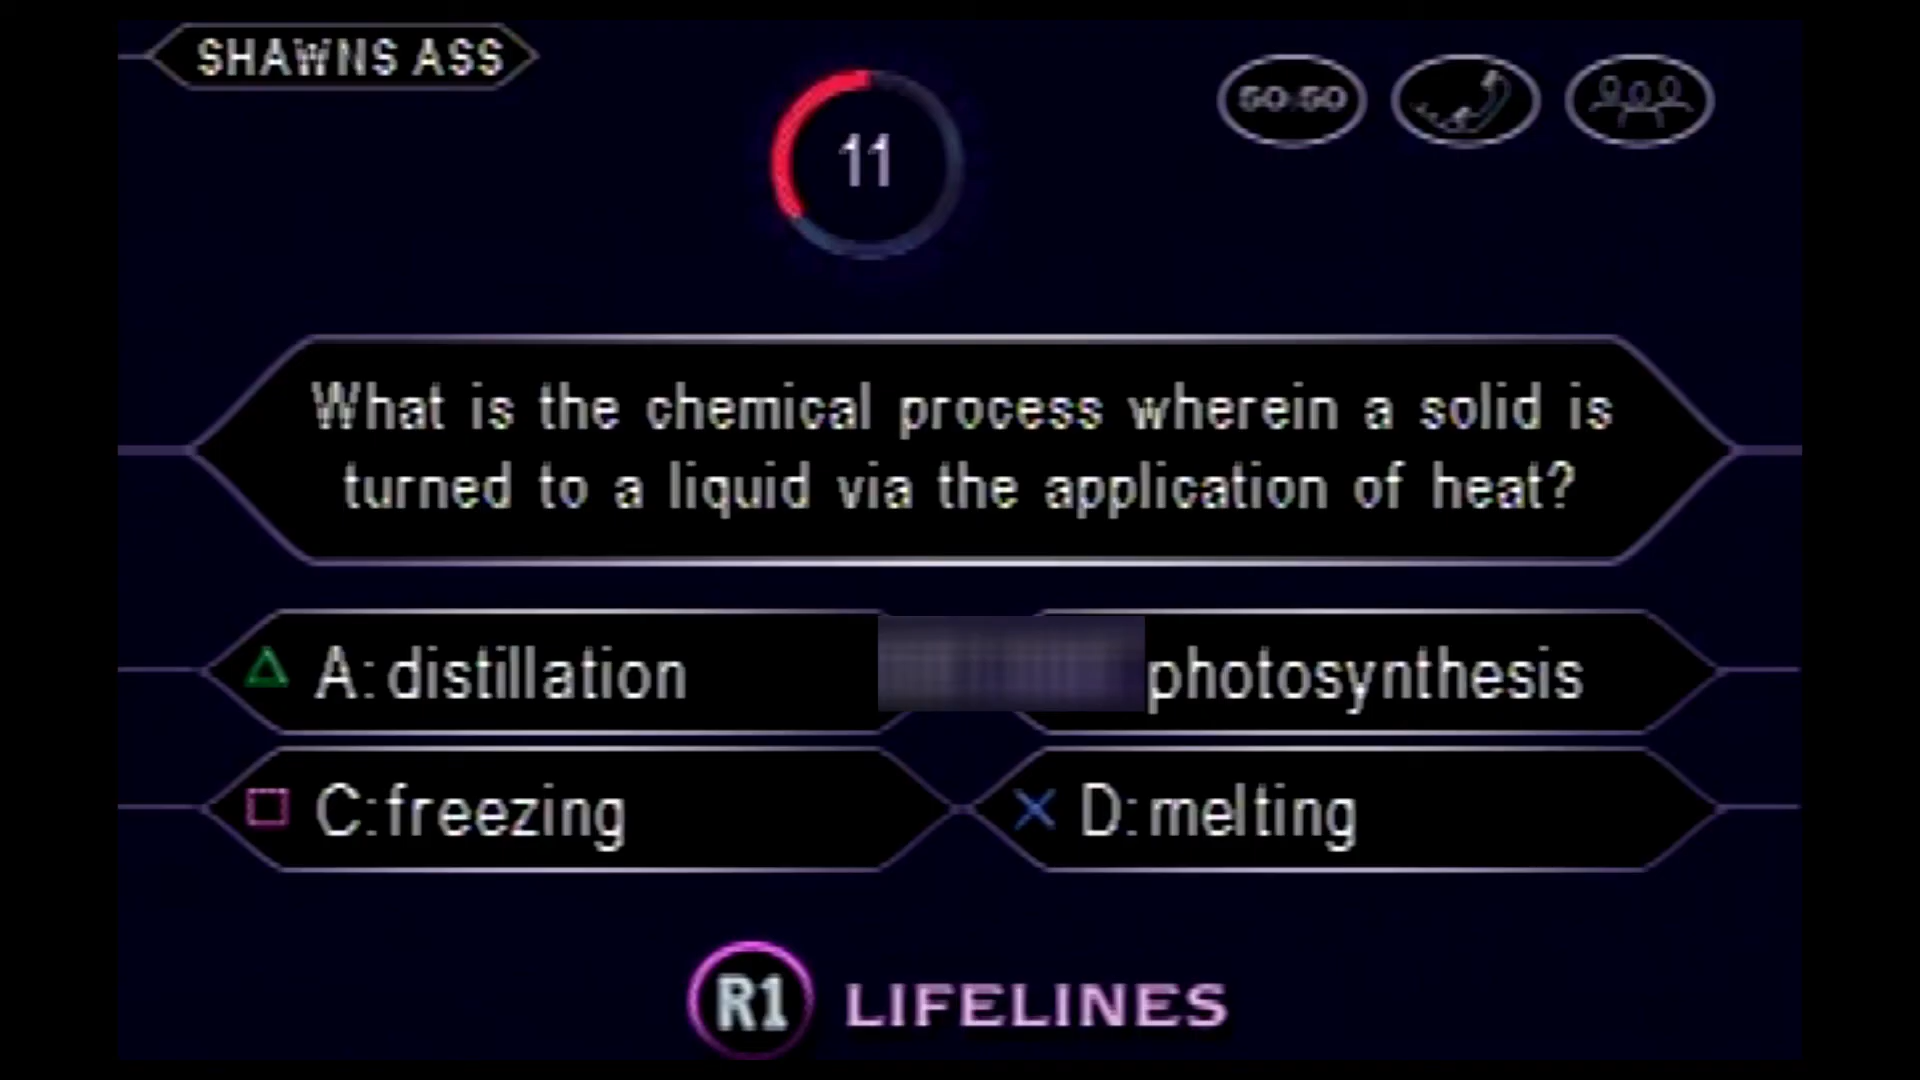 SHAWNS ASS
50:50
11
What is the chemical process wherein a solid is
turned to a liquid via the application of heat?
A: distillation
photosynthesis
C: freezing
D: melting
R1 LIFELINES